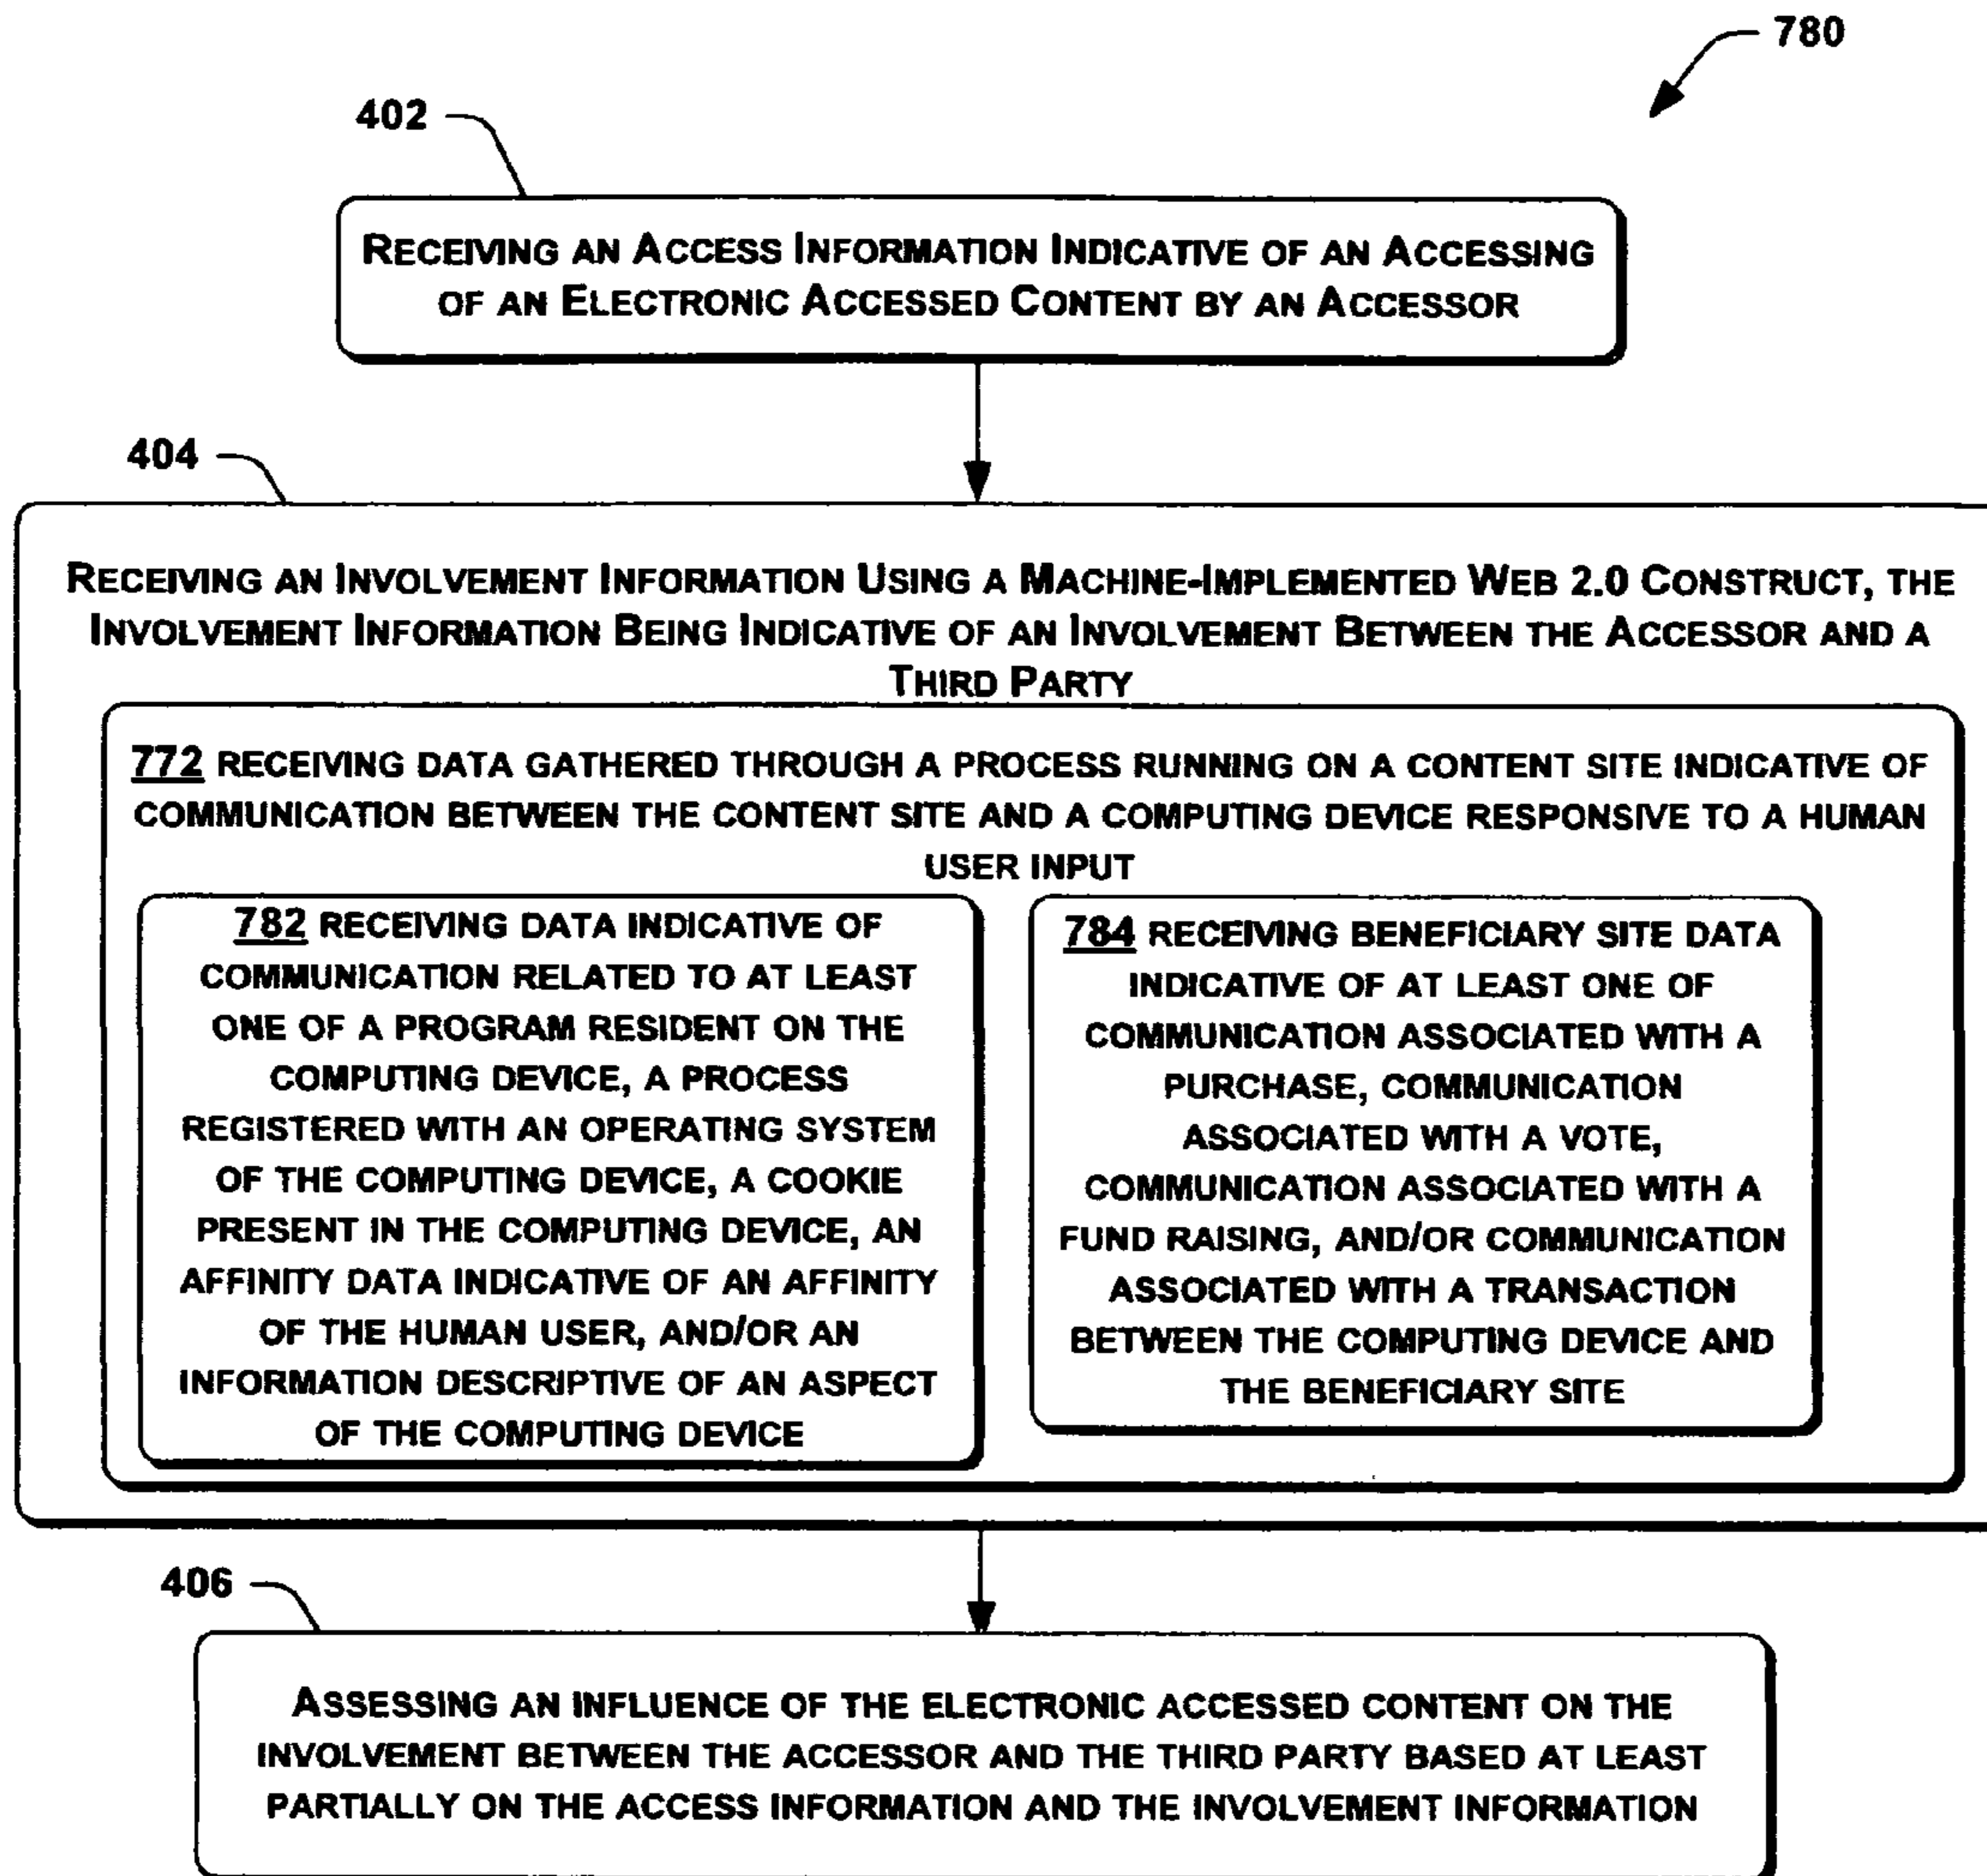 780
402
RECEIVING AN ACCESS INFORMATION INDICATIVE OF AN ACCESSING
OF AN ELECTRONIC ACCESSED CONTENT BY AN ACCESSOR
404
RECEIVING AN INVOLVEMENT INFORMATION USING A MACHINE-IMPLEMENTED WEB 2.0 CONSTRUCT, THE
INVOLVEMENT INFORMATION BEING INDICATIVE OF AN INVOLVEMENT BETWEEN THE ACCESSOR AND A
THIRD PARTY
772 RECEIVING DATA GATHERED THROUGH A PROCESS RUNNING ON A CONTENT SITE INDICATIVE OF
COMMUNICATION BETWEEN THE CONTENT SITE AND A COMPUTING DEVICE RESPONSIVE TO A HUMAN
USER INPUT
782 RECEIVING DATA INDICATIVE OF
COMMUNICATION RELATED TO AT LEAST
ONE OF A PROGRAM RESIDENT ON THE
COMPUTING DEVICE, A PROCESS
REGISTERED WITH AN OPERATING SYSTEM
OF THE COMPUTING DEVICE, A COOKIE
PRESENT IN THE COMPUTING DEVICE, AN
AFFINITY DATA INDICATIVE OF AN AFFINITY
OF THE HUMAN USER, AND/OR AN
INFORMATION DESCRIPTIVE OF AN ASPECT
OF THE COMPUTING DEVICE
784 RECEIVING BENEFICIARY SITE DATA
INDICATIVE OF AT LEAST ONE OF
COMMUNICATION ASSOCIATED WITH A
PURCHASE, COMMUNICATION
ASSOCIATED WITH A VOTE,
COMMUNICATION ASSOCIATED WITH A
FUND RAISING, AND/OR COMMUNICATION
ASSOCIATED WITH A TRANSACTION
BETWEEN THE COMPUTING DEVICE AND
THE BENEFICIARY SITE
406
ASSESSING AN INFLUENCE OF THE ELECTRONIC ACCESSED CONTENT ON THE
INVOLVEMENT BETWEEN THE ACCESSOR AND THE THIRD PARTY BASED AT LEAST
PARTIALLY ON THE ACCESS INFORMATION AND THE INVOLVEMENT INFORMATION